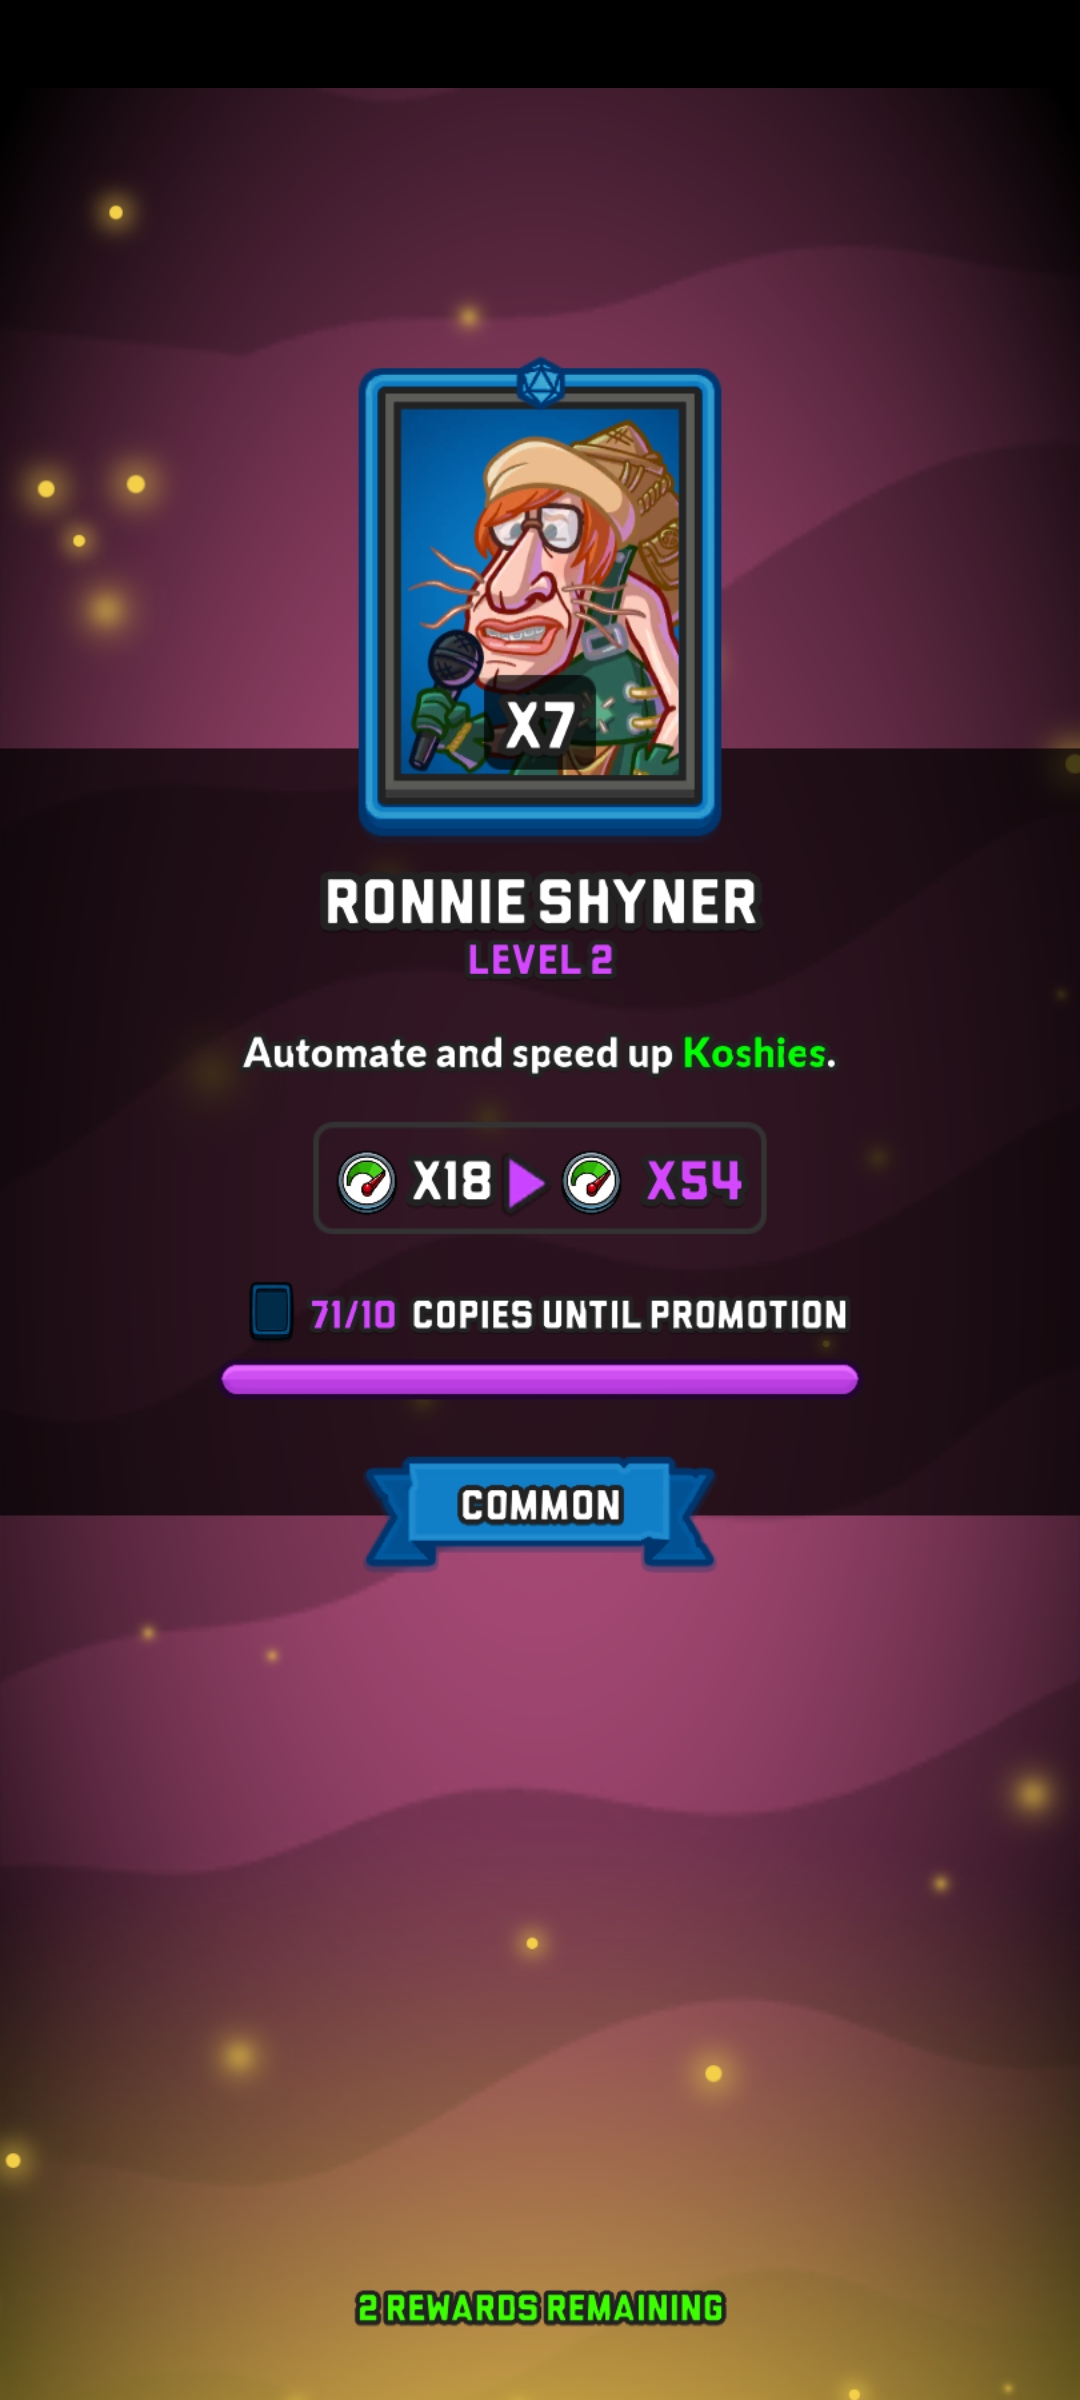 X7
RONNIE SHYNER
LEVEL 2
Automate and speed up Koshies.
X18 X54
71/10 COPIES UNTIL PROMOTION
COMMON
2 REWARDS REMAINING